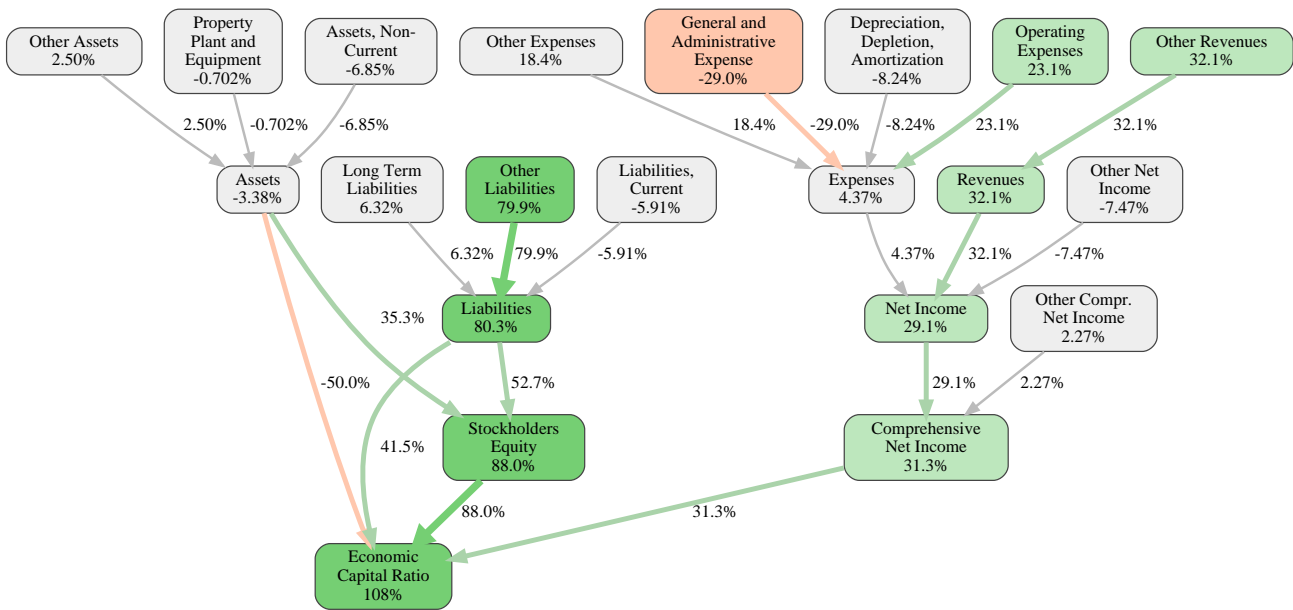 Other Assets
2.50%
Property
Plant and
Equipment
-0.702%
Assets, Non-
Current
-6.85%
Other Expenses
18.4%
General and
Administrative
Expense
-29.0%
Depreciation,
Depletion,
Amortization
-8.24%
Operating
Expenses
23.1%
Other Revenues
32.1%
2.50%
-0.702%
-6.85%
18.4%
-29.0%
-8.24%
23.1%
32.1%
Assets
-3.38%
Long Term
Liabilities
6.32%
Other
Liabilities
79.9%
Liabilities,
Current
-5.91%
Expenses
4.37%
Revenues
32.1%
Other Net
Income
-7.47%
6.32%
79.9%
-5.91%
4.37%
32.1%
-7.47%
35.3%
Liabilities
80.3%
Net Income
29.1%
Other Compr.
Net Income
2.27%
-50.0%
52.7%
29.1%
2.27%
41.5%
Stockholders
Equity
88.0%
Comprehensive
Net Income
31.3%
88.0%
31.3%
Economic
Capital Ratio
108%